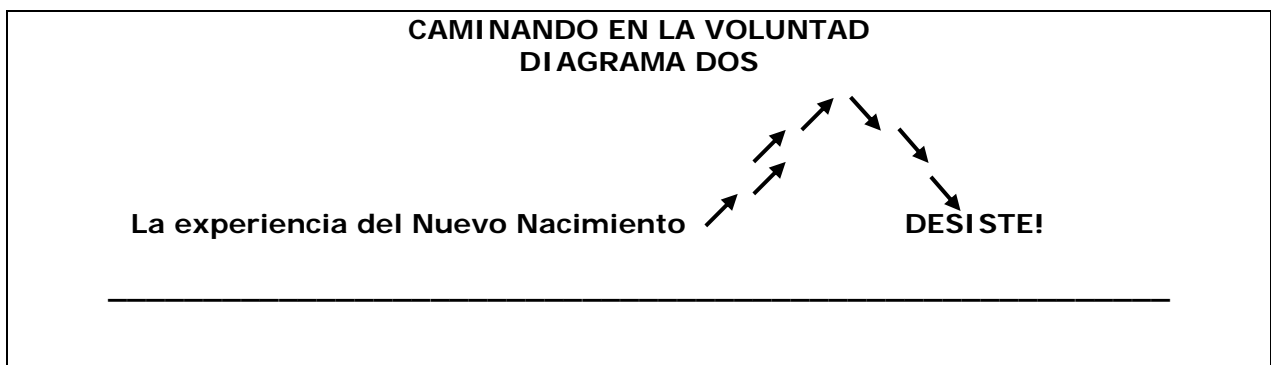 CAMINANDO EN LA VOLUNTAD
DIAGRAMA DOS
La experiencia del Nuevo Nacimiento DESISTE!